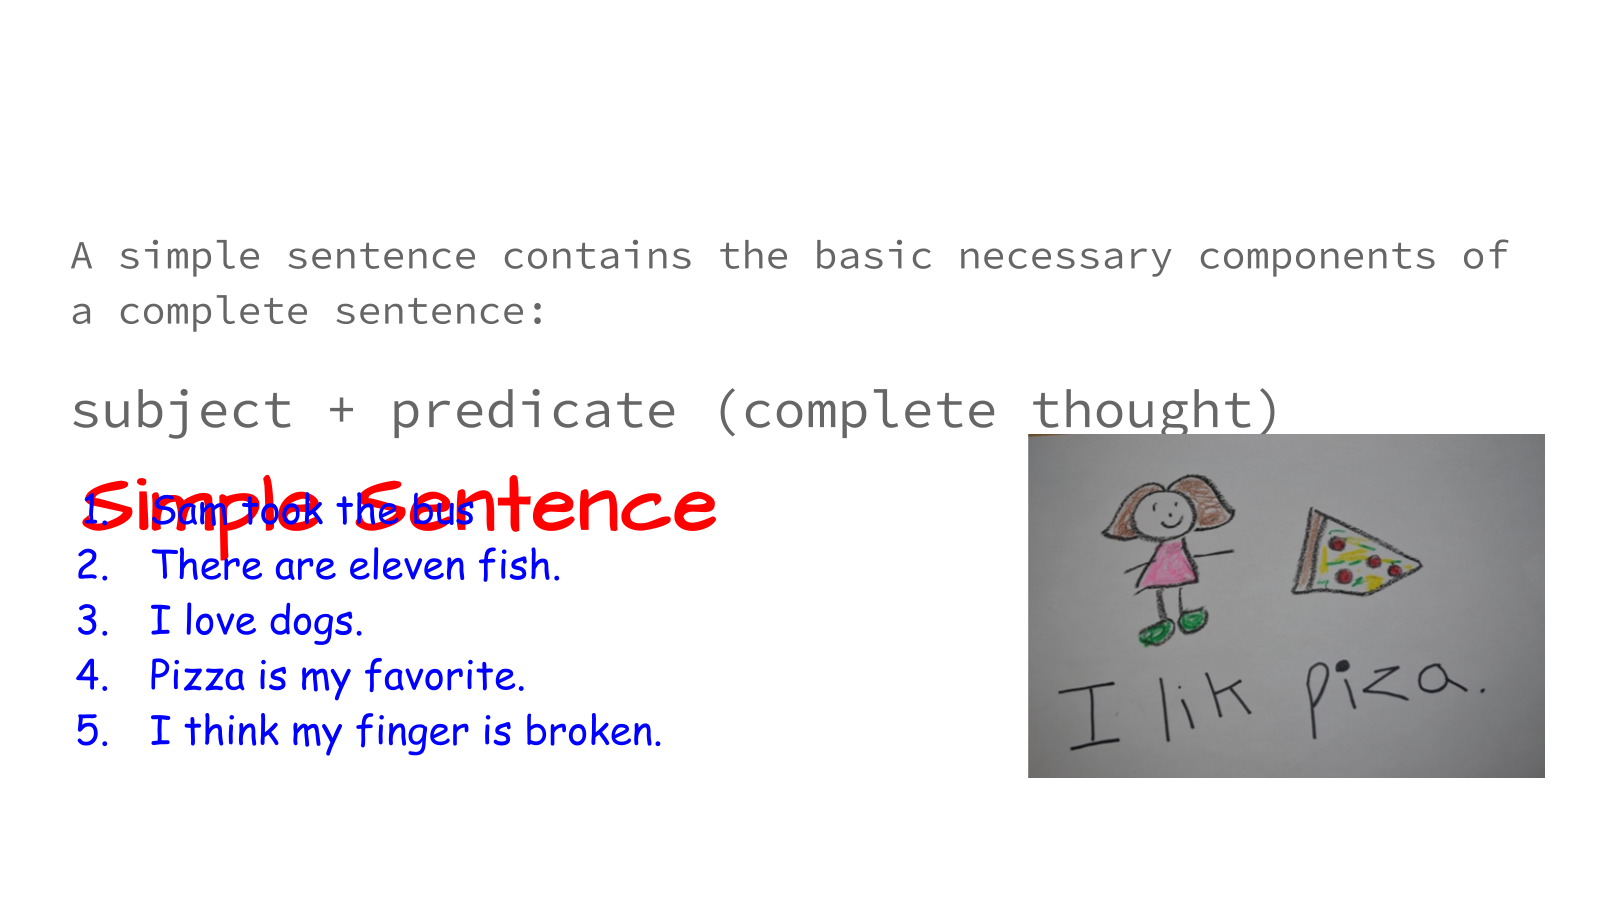 A simple sentence contains the basic necessary components of
a complete sentence:
subject + predicate (complete thought)
Simple Sentence
1. Sam took the bus
2. There are eleven fish.
3. I love dogs.
4. Pizza is my favorite.
5. I think my finger is broken.
I lik piza.